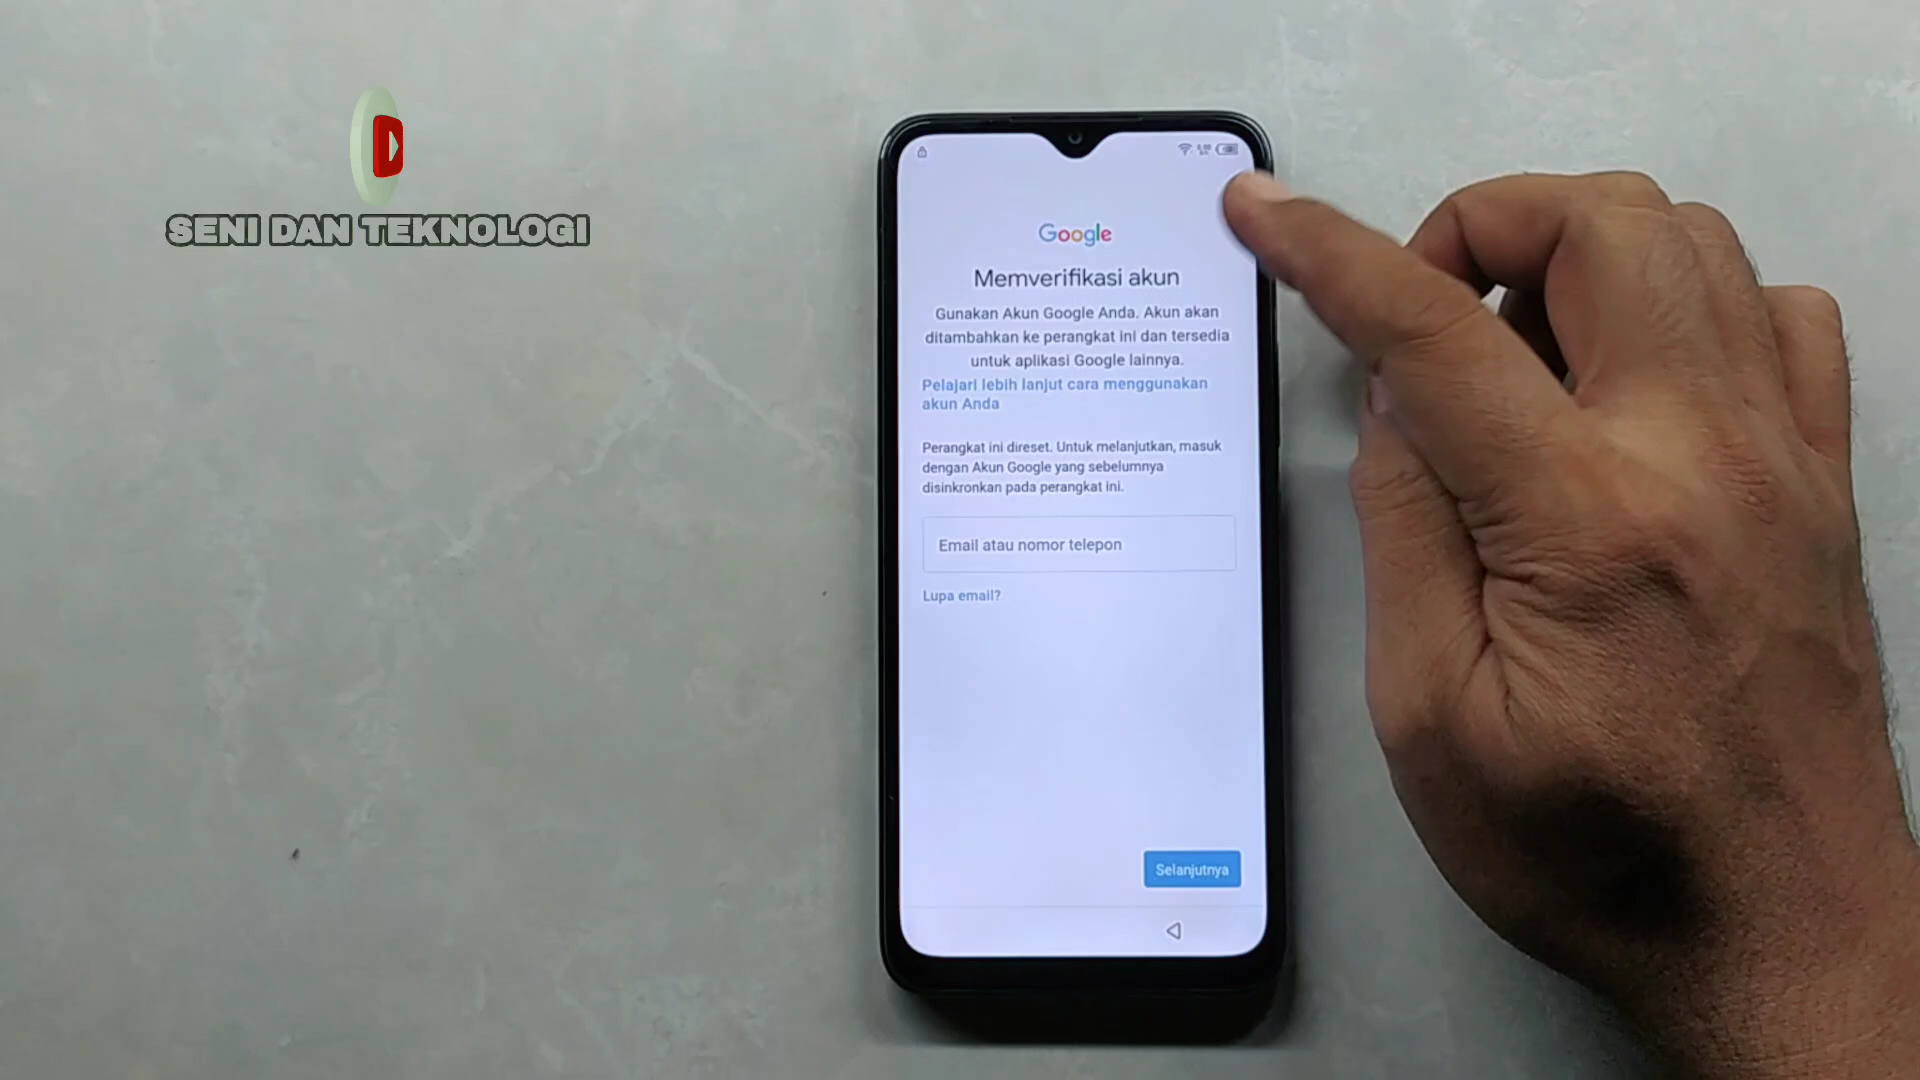 SENI DAN TEKNOLOGI
Google
Memverifikasi akun
Gunakan Akun Google Anda. Akun akan
ditambahkan ke perangkat ini dan tersedia
untuk aplikasi Google lainnya.
Pelajari lebih lanjut cara menggunakan
akun Anda
Perangkat ini direset. Untuk melanjutkan, masuk
dengan Akun Google yang sebelumnya
disinkronkan pada perangkat ini.
Email atau nomor telepon
Lupa email?
Selanjutnya